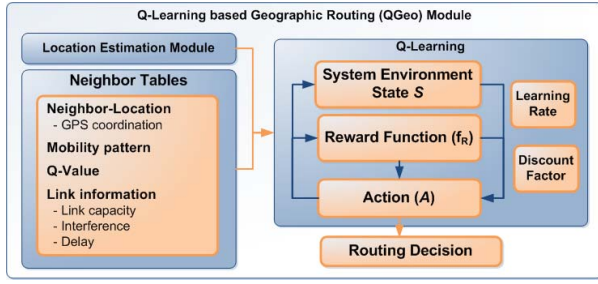 Q-Learning based Geographic Routing (QGeo) Module
Location Estimation Module
Neighbor Tables
Neighbor-Location
- GPS coordination
Mobility pattern
Q-Value
Link information
- Link capacity
- Interference
- Delay
Q-Learning
System Environment
State S
Reward Function (fR)
Action (A)
Learning
Rate
Discount
Factor
Routing Decision